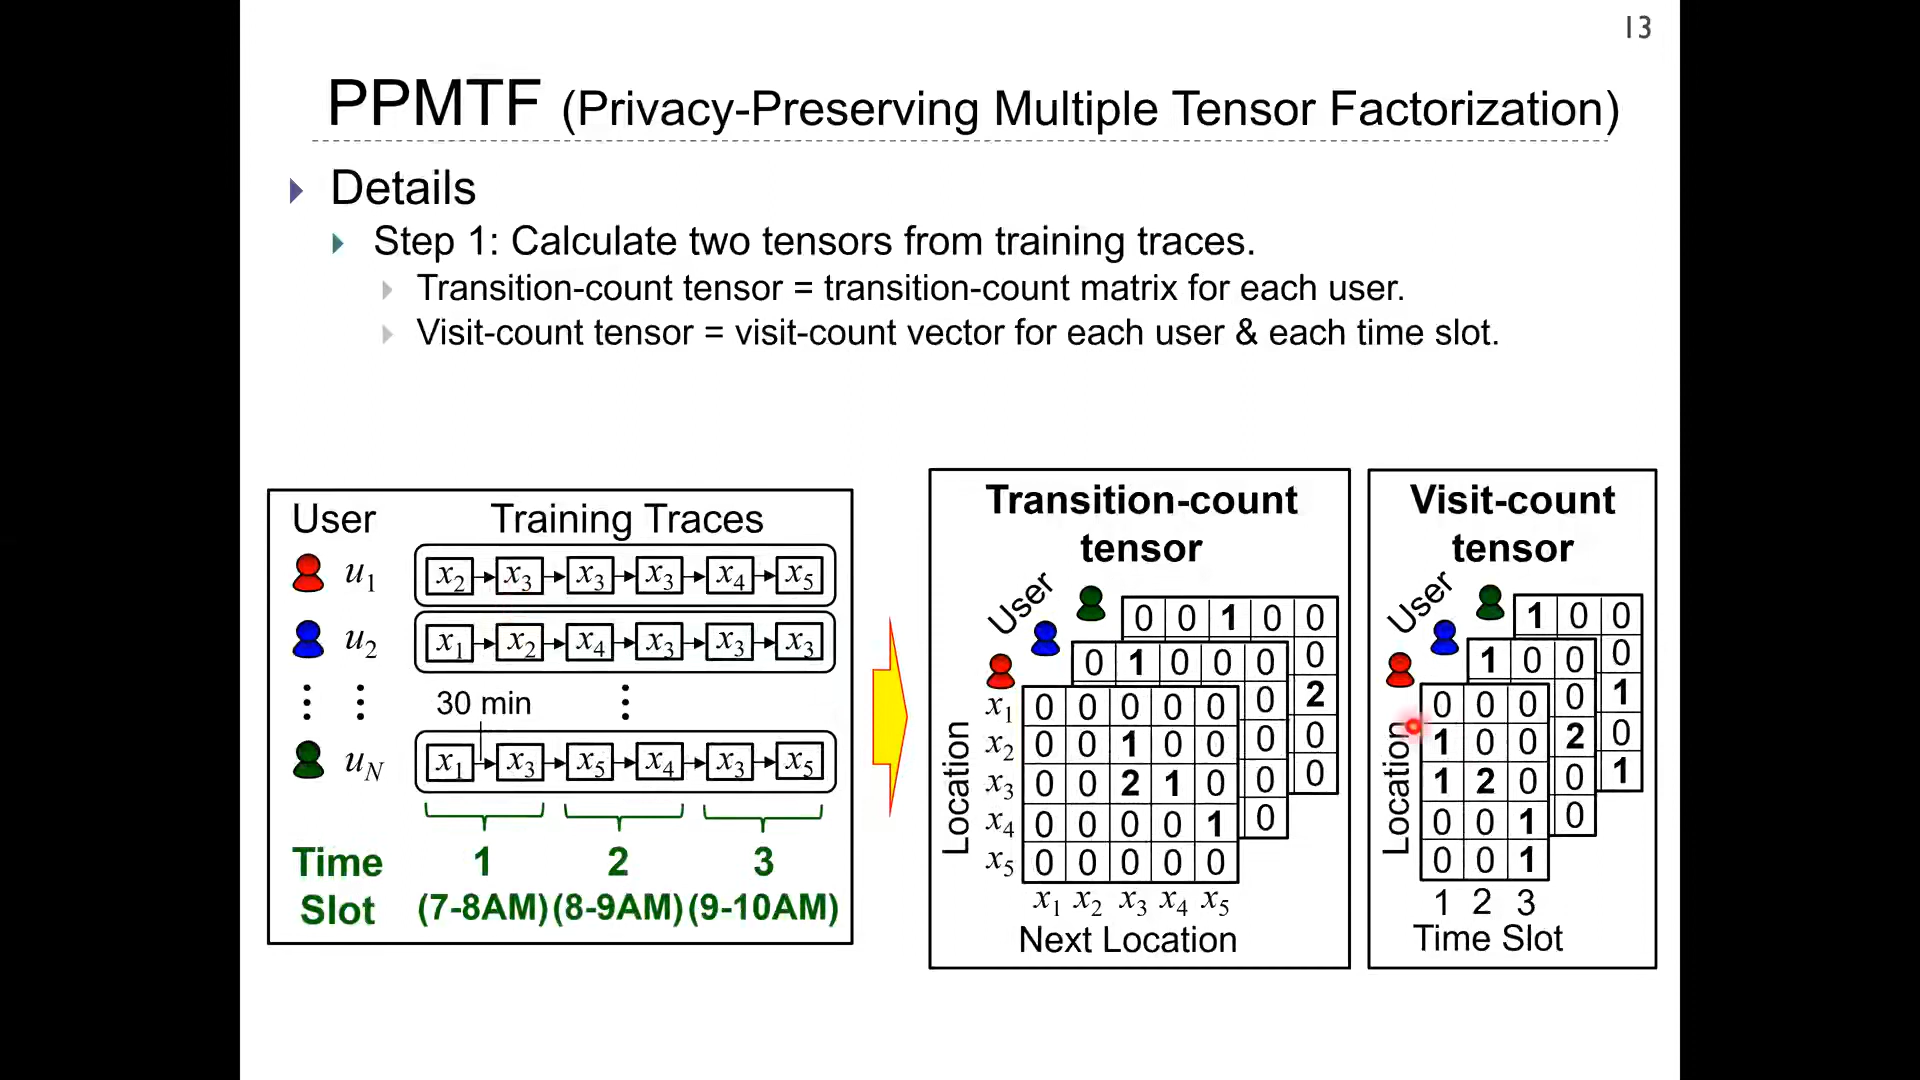 13
PPMTF (Privacy-Preserving Multiple Tensor Factorization)
Details
Step 1: Calculate two tensors from training traces.
Transition-count tensor = transition-count matrix for each user.
Visit-count tensor = visit-count vector for each user & each time slot.
User Training Traces
u1 x2 x3 x3 x3 x4 x5
u2 x1 x2 x4 x3 x3 x3
30 min
uN x1 x3 x5 x4 x3 x5
Time 1 2 3
Slot (7-8AM) (8-9AM) (9-10AM)
Transition-count
tensor
User
0 0 1 0 0
0 1 0 0 0 0
x1 0 0 0 0 0 0 2
x2 0 0 1 0 0 0 0
x3 0 0 2 1 0 0 0
x4 0 0 0 0 1 0
x5 0 0 0 0 0
x1 x2 x3 x4 x5
Location
Next Location
Visit-count
tensor
User
1 0 0
1 0 0 0
0 0 0 0 1
1 0 0 2 0
1 2 0 0 1
0 0 1 0
0 0 1
1 2 3
Location
Time Slot